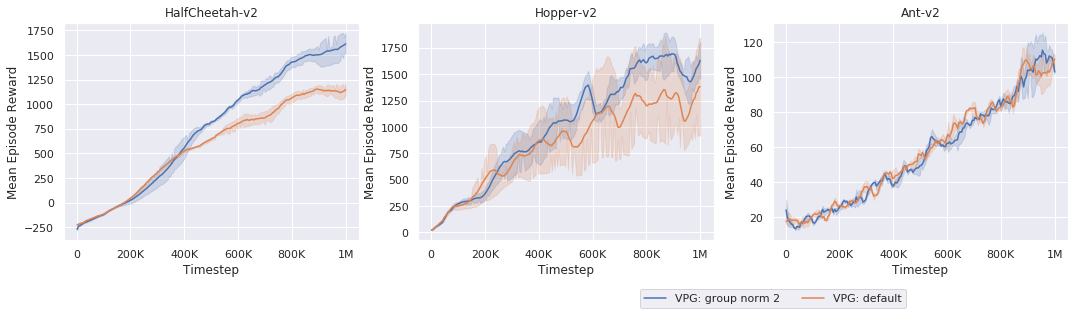 HalfCheetah-v2
Mean Episode Reward
1750
1500
1250
1000
750
500
250
0
−250
0 200K 400K 600K 800K 1M
Timestep
Hopper-v2
Mean Episode Reward
1750
1500
1250
1000
750
500
250
0
0 200K 400K 600K 800K 1M
Timestep
Ant-v2
Mean Episode Reward
120
100
80
60
40
20
0 200K 400K 600K 800K 1M
Timestep
VPG: group norm 2 VPG: default